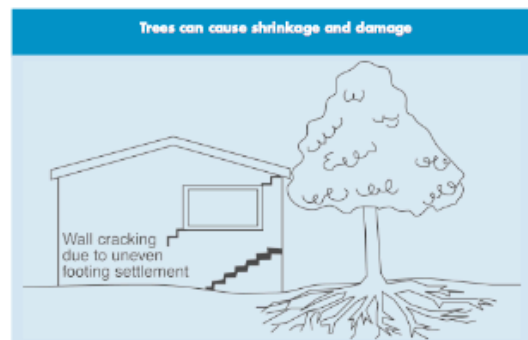 Trees can cause shrinkage and damage
Wall cracking
due to uneven
footing settlement